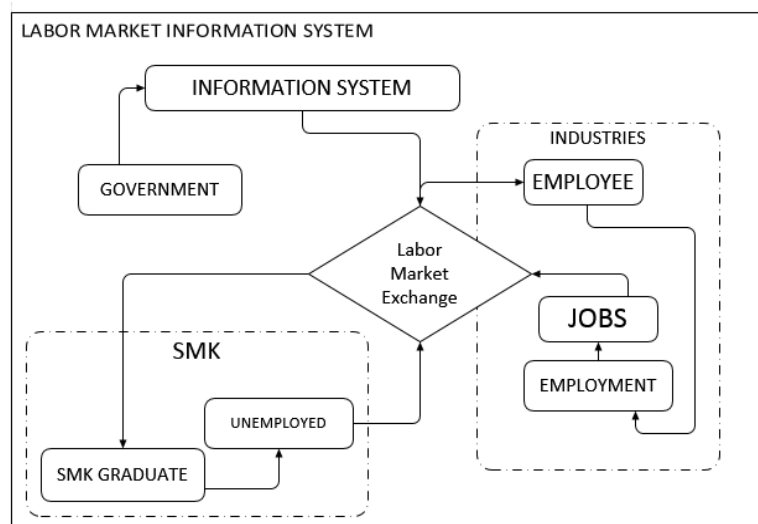 LABOR MARKET INFORMATION SYSTEM
INFORMATION SYSTEM
INDUSTRIES
GOVERNMENT
EMPLOYEE
Labor
Market
Exchange
JOBS
SMK
EMPLOYMENT
UNEMPLOYED
SMK GRADUATE